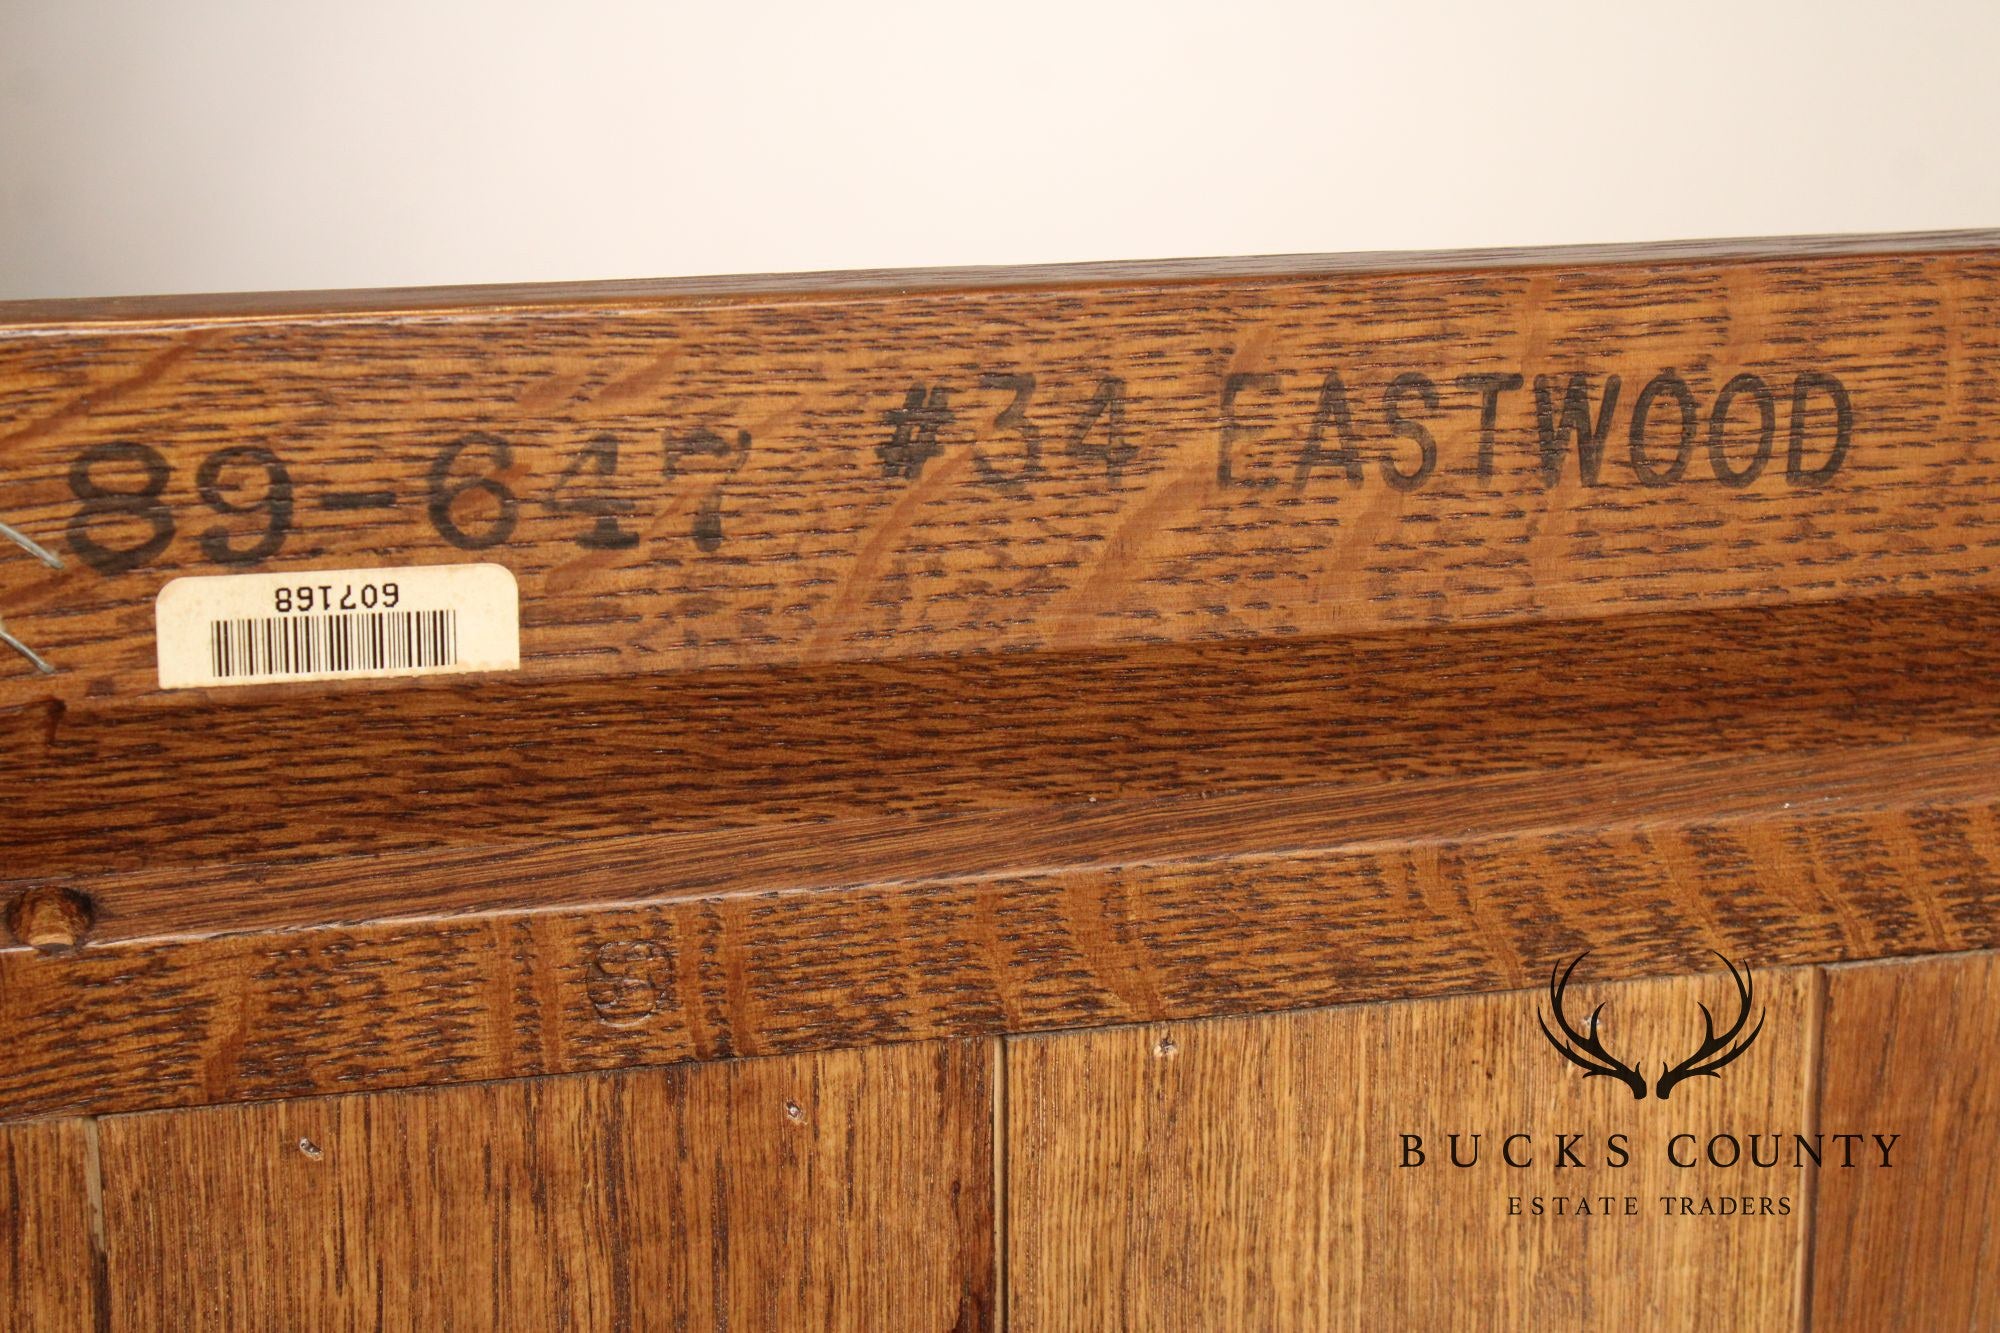 89-647 #34 EASTWOOD
607168
S
BUCKS COUNTY
ESTATE TRADERS